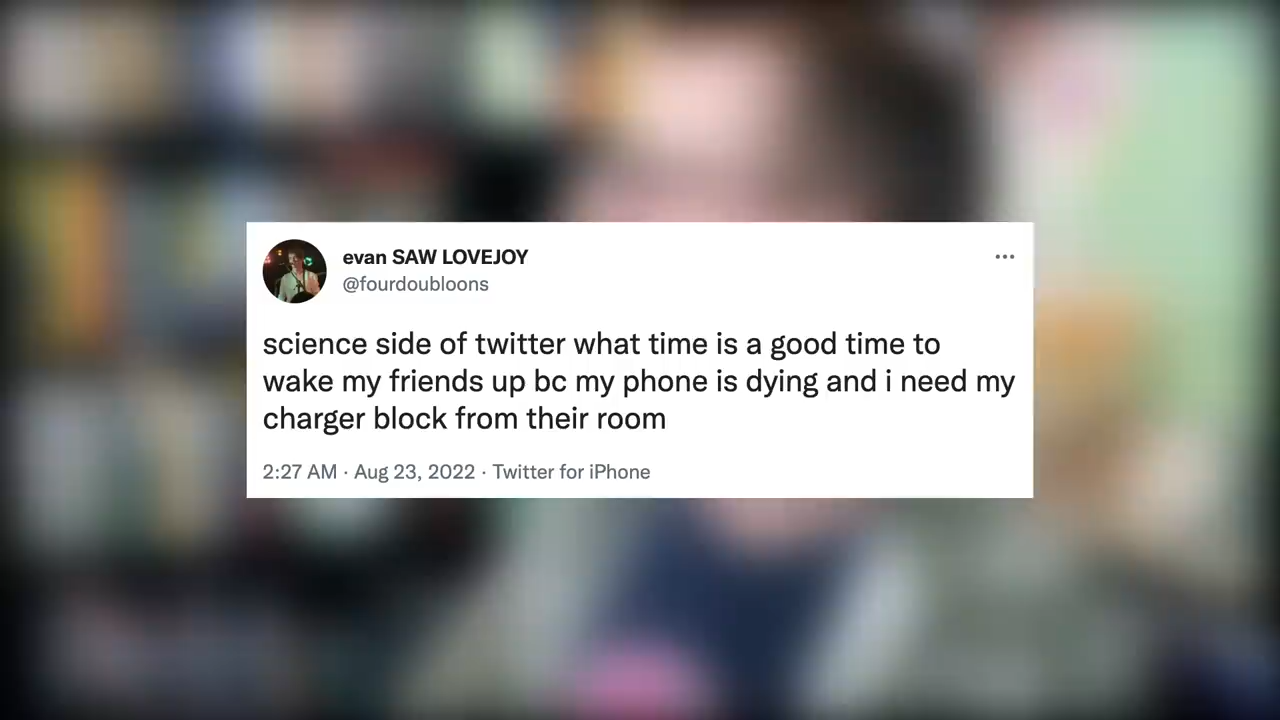 evan SAW LOVEJOY
@fourdoubloons
science side of twitter what time is a good time to
wake my friends up bc my phone is dying and i need my
charger block from their room
2:27 AM · Aug 23, 2022 · Twitter for iPhone